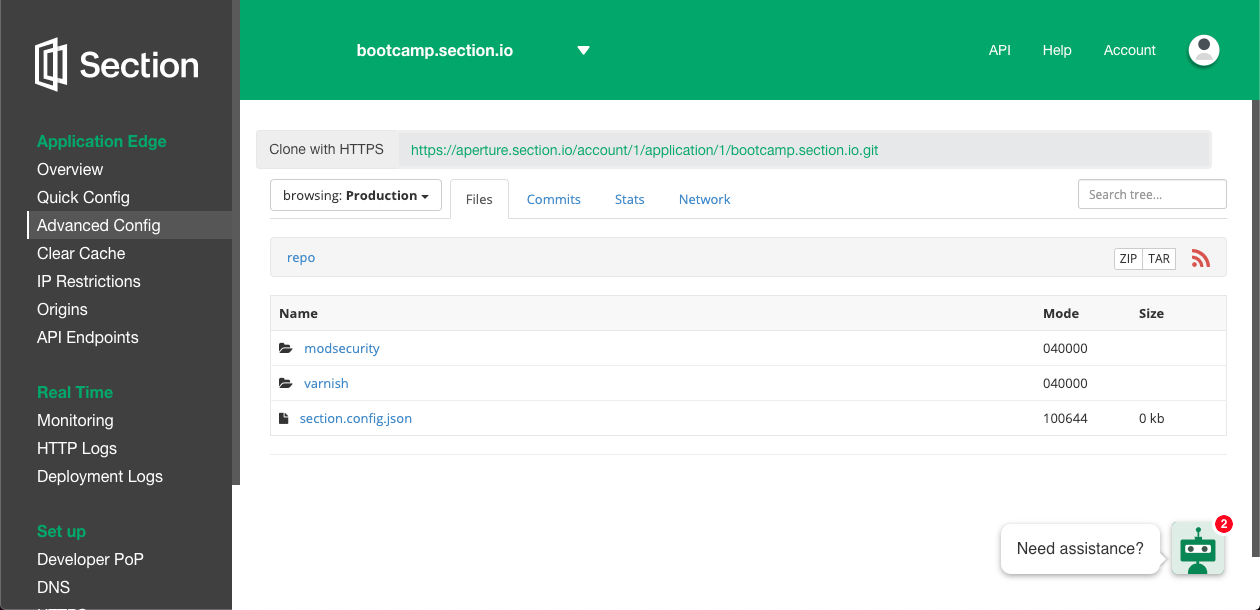 Section
bootcamp.section.io
API Help Account
Application Edge
Overview
Quick Config
Advanced Config
Clear Cache
IP Restrictions
Origins
API Endpoints
Real Time
Monitoring
HTTP Logs
Deployment Logs
Set up
Developer PoP
DNS
Clone with HTTPS https://aperture.section.io/account/1/application/1/bootcamp.section.io.git
browsing: Production Files Commits Stats Network Search tree...
repo ZIP TAR
Name Mode Size
modsecurity 040000
varnish 040000
section.config.json 100644 0 kb
Need assistance? 2